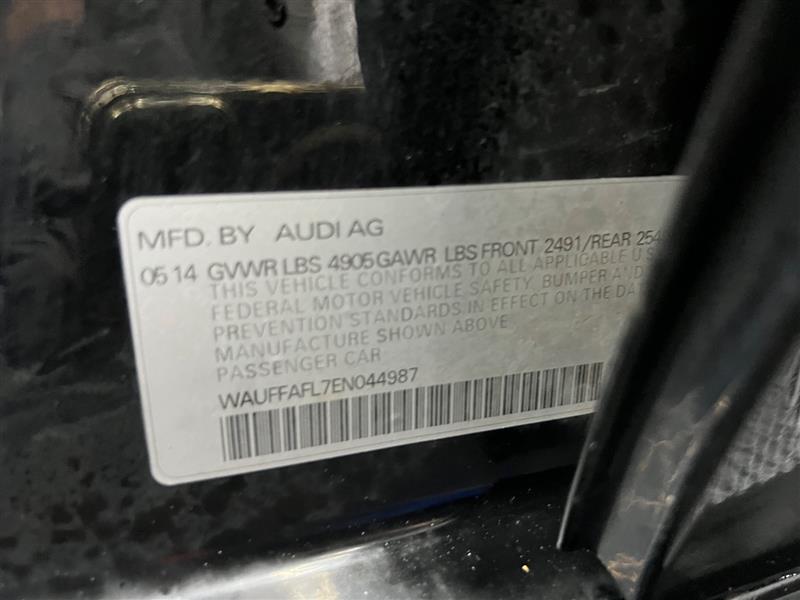 MFD. BY AUDI AG
05 14 GVWR LBS 4905 GAWR LBS FRONT 2491/REAR 254
THIS VEHICLE CONFORMS TO ALL APPLICABLE U.S
FEDERAL MOTOR VEHICLE SAFETY, BUMPER AND
PREVENTION STANDARDS IN EFFECT ON THE DA
MANUFACTURE SHOWN ABOVE
PASSENGER CAR
WAUFFAFL7EN044987